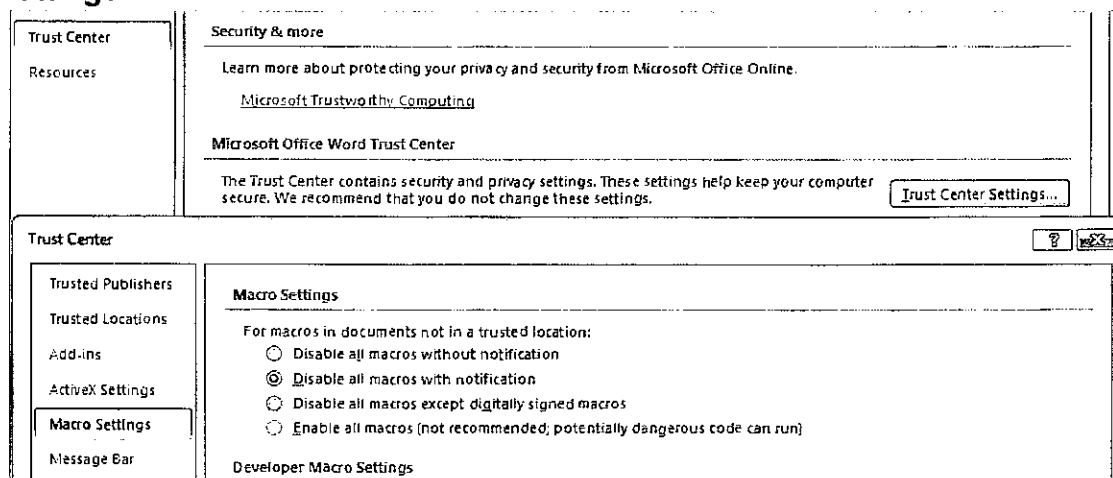 Trust Center
Security & more
Resources
Learn more about protecting your privacy and security from Microsoft Office Online.
Microsoft Trustworthy Computing
Microsoft Office Word Trust Center
The Trust Center contains security and privacy settings. These settings help keep your computer
secure. We recommend that you do not change these settings.
Trust Center Settings...
Trust Center
?
X
Trusted Publishers
Trusted Locations
Add-ins
ActiveX Settings
Macro Settings
Message Bar
Macro Settings
For macros in documents not in a trusted location:
Disable all macros without notification
Disable all macros with notification
Disable all macros except digitally signed macros
Enable all macros (not recommended; potentially dangerous code can run)
Developer Macro Settings